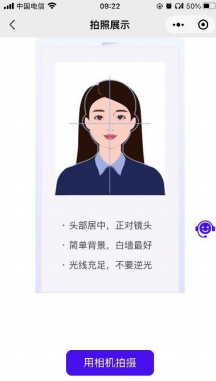 中国电信
09:22
50%
拍照展示
· 头部居中，正对镜头
· 简单背景，白墙最好
· 光线充足，不要逆光
用相机拍摄